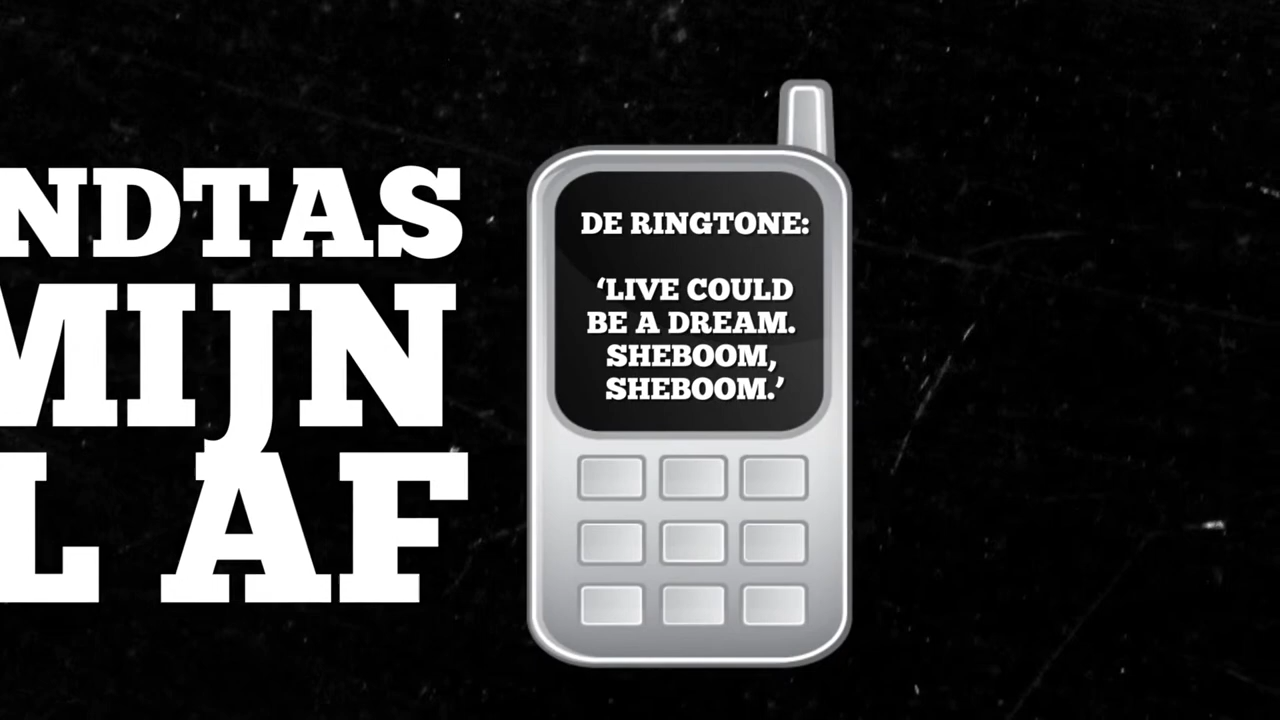 NDTAS
MIJN
L AF
DE RINGTONE:
‘LIVE COULD
BE A DREAM.
SHEBOOM,
SHEBOOM.’